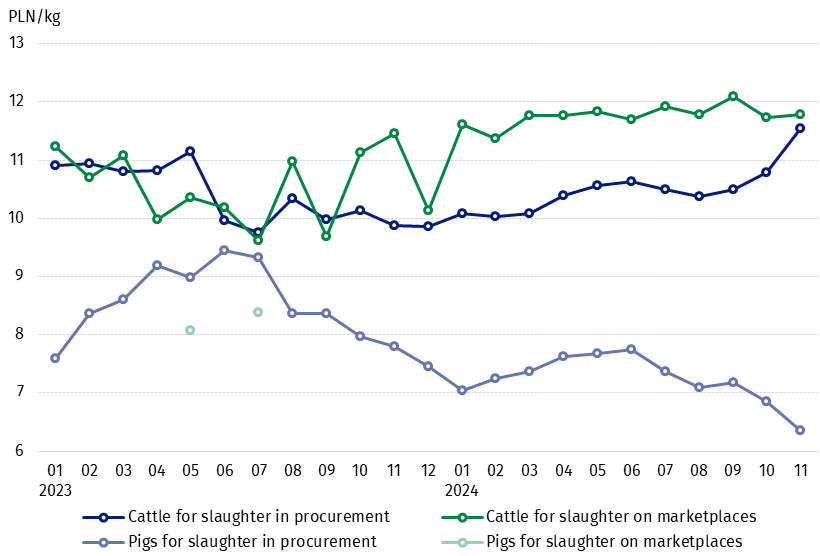 PLN/kg
13
12
11
10
9
8
7
6
01 02 03 04 05 06 07 08 09 10 11 12 01 02 03 04 05 06 07 08 09 10 11
2023 2024
Cattle for slaughter in procurement Cattle for slaughter on marketplaces
Pigs for slaughter in procurement Pigs for slaughter on marketplaces